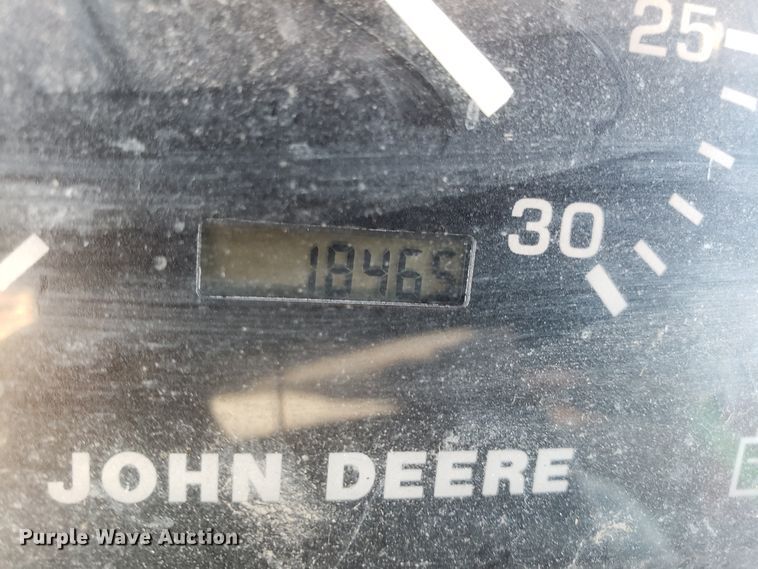 25
30
18465
JOHN DEERE
Purple Wave Auction